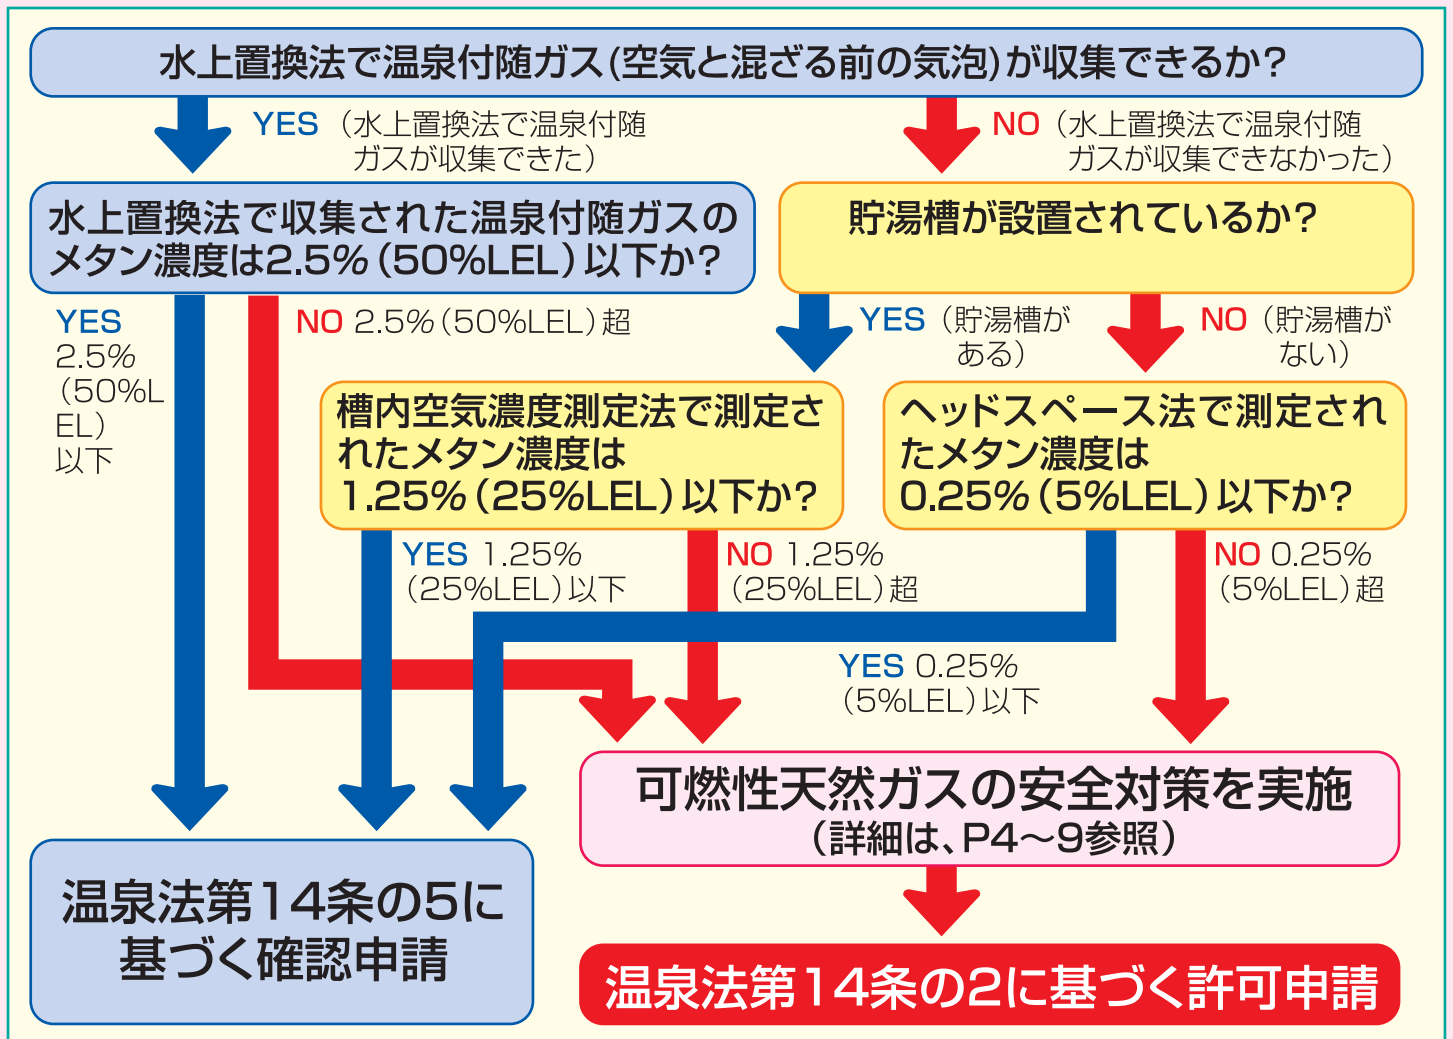 水上置換法で温泉付随ガス(空気と混ざる前の気泡)が収集できるか?
YES (水上置換法で温泉付随
ガスが収集できた)
NO (水上置換法で温泉付随
ガスが収集できなかった)
水上置換法で収集された温泉付随ガスの
メタン濃度は2.5%(50%LEL)以下か?
貯湯槽が設置されているか?
YES
2.5%
(50%L
EL)
以下
NO 2.5%(50%LEL)超
YES (貯湯槽が
ある)
NO (貯湯槽が
ない)
槽内空気濃度測定法で測定さ
れたメタン濃度は
1.25%(25%LEL)以下か?
ヘッドスペース法で測定され
たメタン濃度は
0.25%(5%LEL)以下か?
YES 1.25%
(25%LEL)以下
NO 1.25%
(25%LEL)超
NO 0.25%
(5%LEL)超
YES 0.25%
(5%LEL)以下
可燃性天然ガスの安全対策を実施
(詳細は、P4~9参照)
温泉法第14条の5に
基づく確認申請
温泉法第14条の2に基づく許可申請